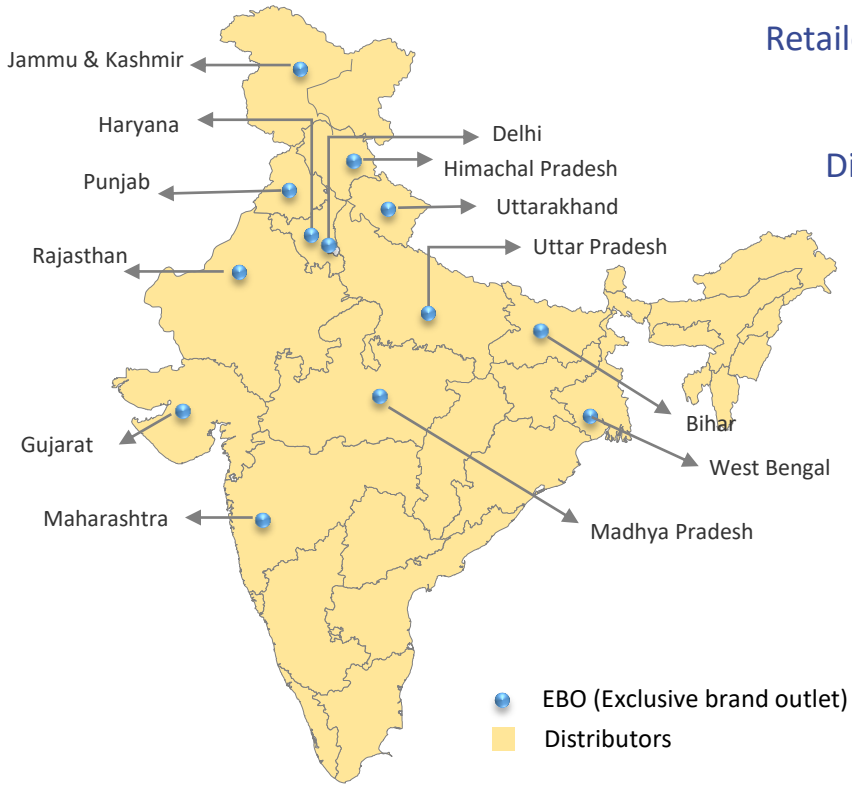 Retail
Jammu & Kashmir
Haryana
Delhi
Himachal Pradesh
Di
Punjab
Uttarakhand
Uttar Pradesh
Rajasthan
Bihar
Gujarat
West Bengal
Maharashtra
Madhya Pradesh
EBO (Exclusive brand outlet)
Distributors